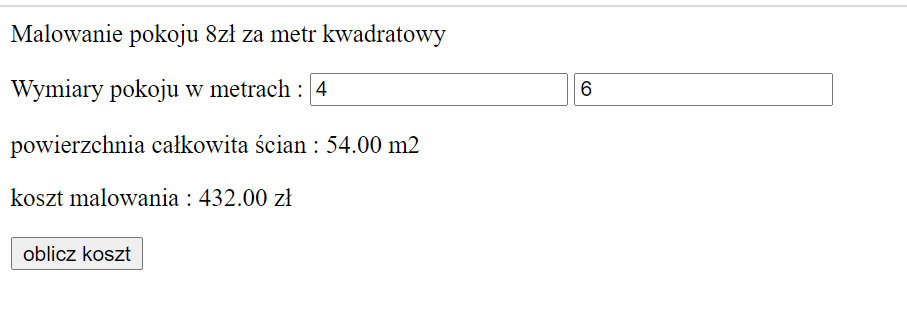 Malowanie pokoju 8zł za metr kwadratowy
Wymiary pokoju w metrach : 4 6
powierzchnia całkowita ścian : 54.00 m2
koszt malowania : 432.00 zł
oblicz koszt